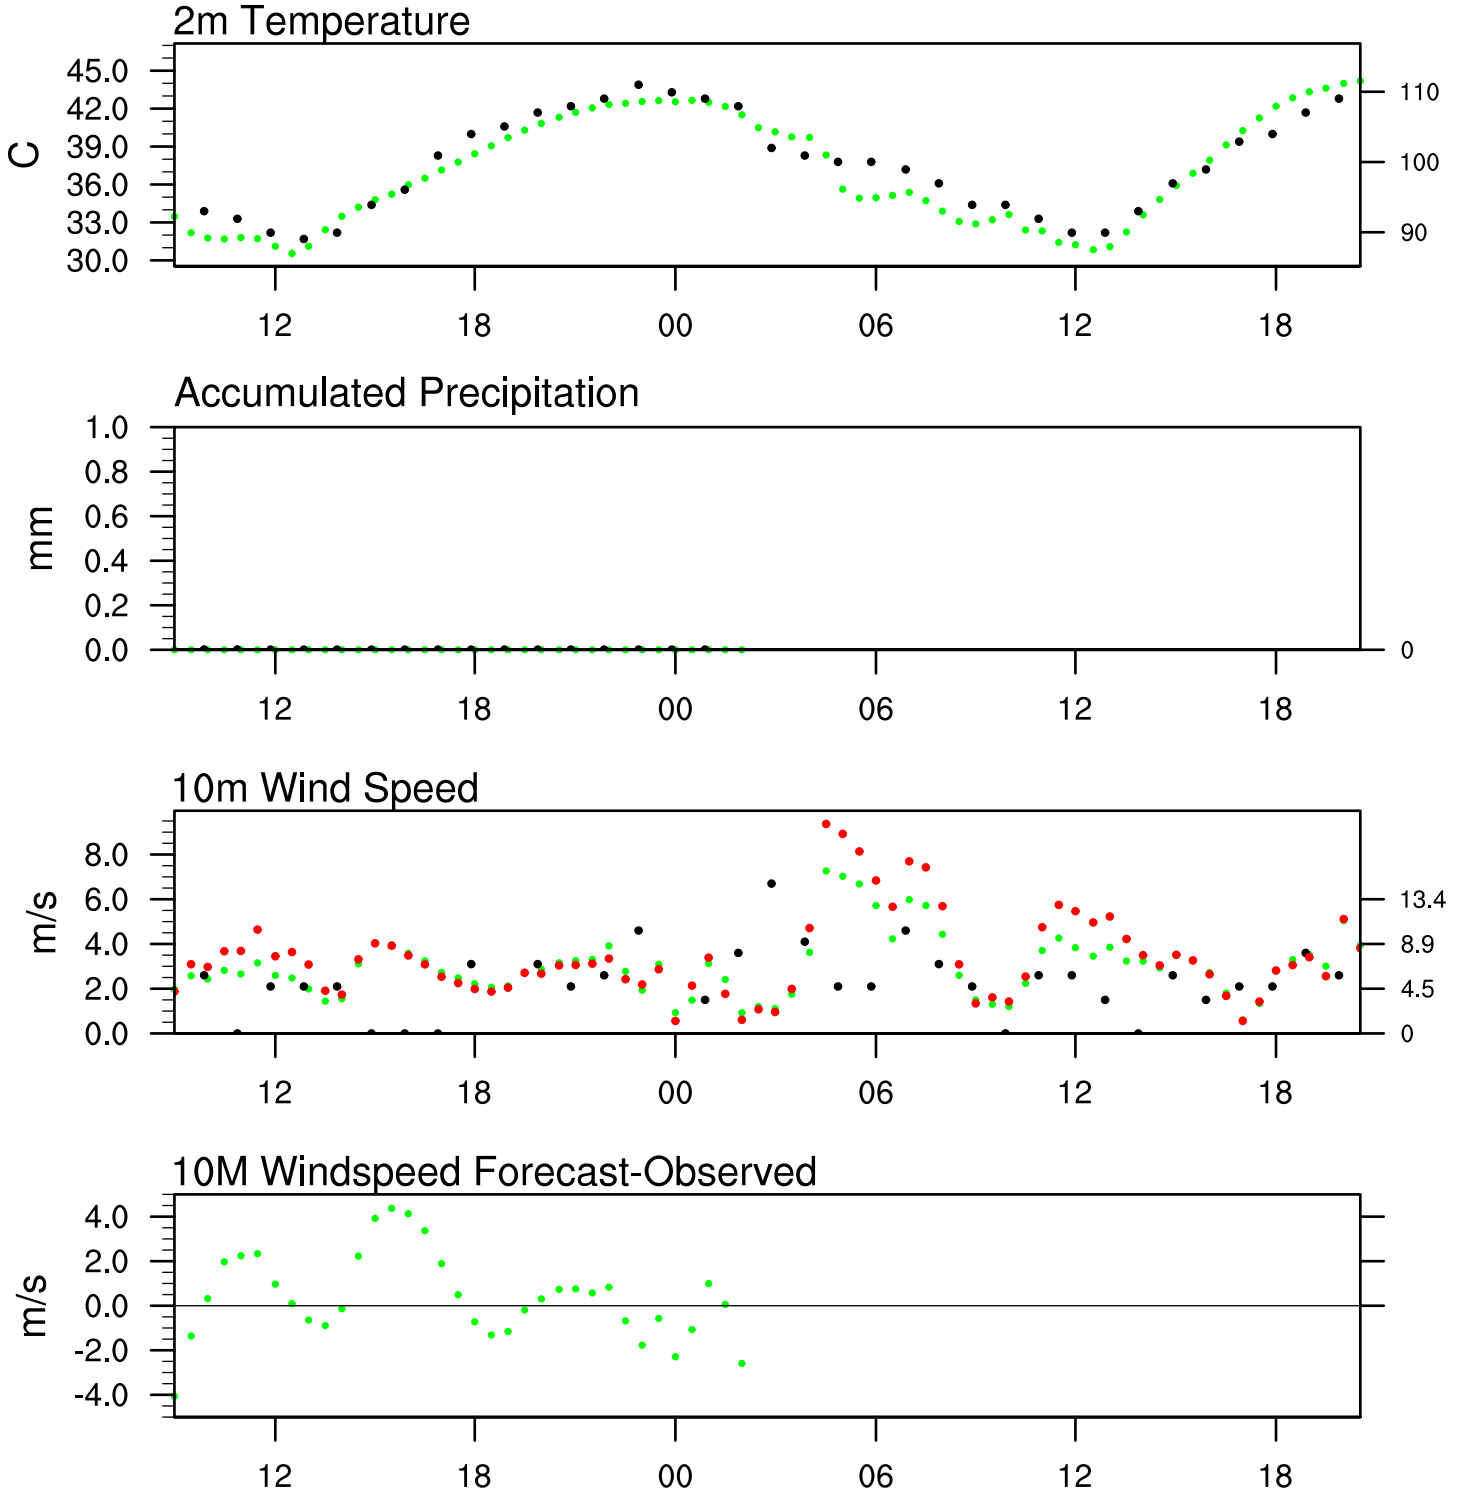 2m Temperature
45.0
42.0
39.0
36.0
33.0
30.0
C
110
100
90
12 18 00 06 12 18
Accumulated Precipitation
1.0
0.8
0.6
0.4
0.2
0.0
mm
0
12 18 00 06 12 18
10m Wind Speed
8.0
6.0
4.0
2.0
0.0
m/s
13.4
8.9
4.5
0
12 18 00 06 12 18
10M Windspeed Forecast-Observed
4.0
2.0
0.0
-2.0
-4.0
m/s
12 18 00 06 12 18